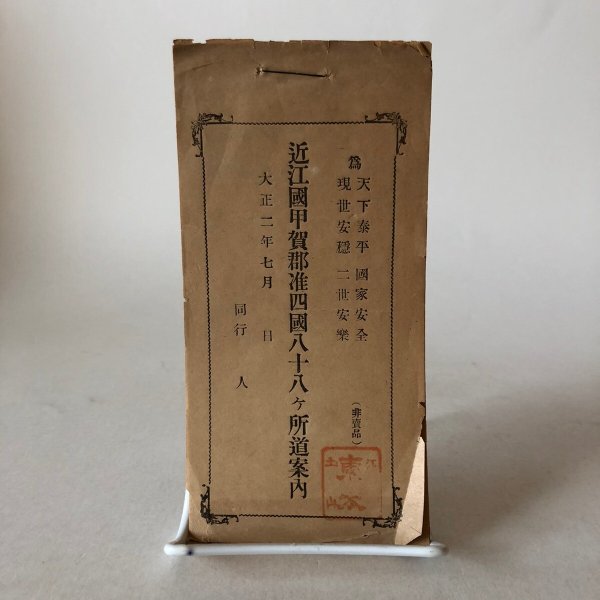 為 天下泰平 國家安全
現世安穩 二世安樂
(非賣品)
近江國甲賀郡准四國八十八ヶ所道案內
大正二年七月 日
同行 人